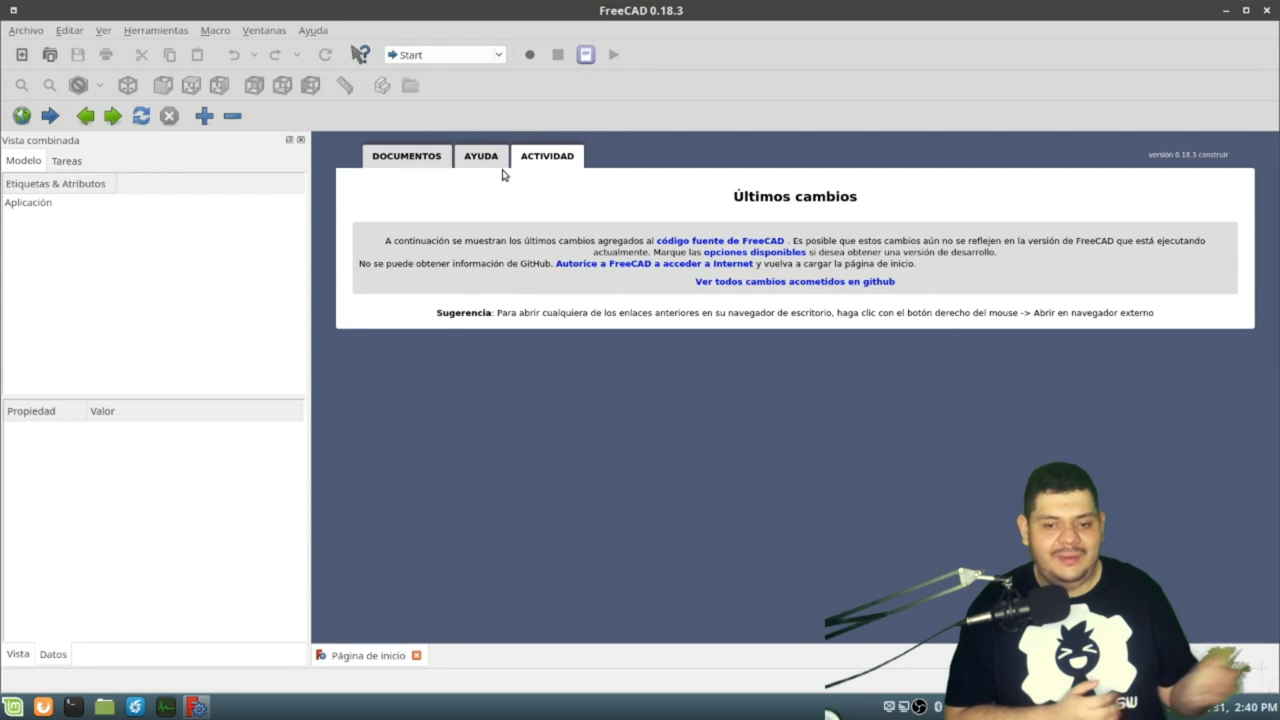 FreeCAD 0.18.3
Archivo Editar Ver Herramientas Macro Ventanas Ayuda
Start
Vista combinada
Modelo Tareas
Etiquetas & Atributos
Aplicación
Propiedad Valor
Vista Datos
DOCUMENTOS AYUDA ACTIVIDAD
versión 0.18.3 construir
Últimos cambios
A continuación se muestran los últimos cambios agregados al código fuente de FreeCAD . Es posible que estos cambios aún no se reflejen en la versión de FreeCAD que está ejecutando
actualmente. Marque las opciones disponibles si desea obtener una versión de desarrollo.
No se puede obtener información de GitHub. Autorice a FreeCAD a acceder a Internet y vuelva a cargar la página de inicio.
Ver todos cambios acometidos en github
Sugerencia: Para abrir cualquiera de los enlaces anteriores en su navegador de escritorio, haga clic con el botón derecho del mouse -> Abrir en navegador externo
Página de inicio
31, 2:40 PM